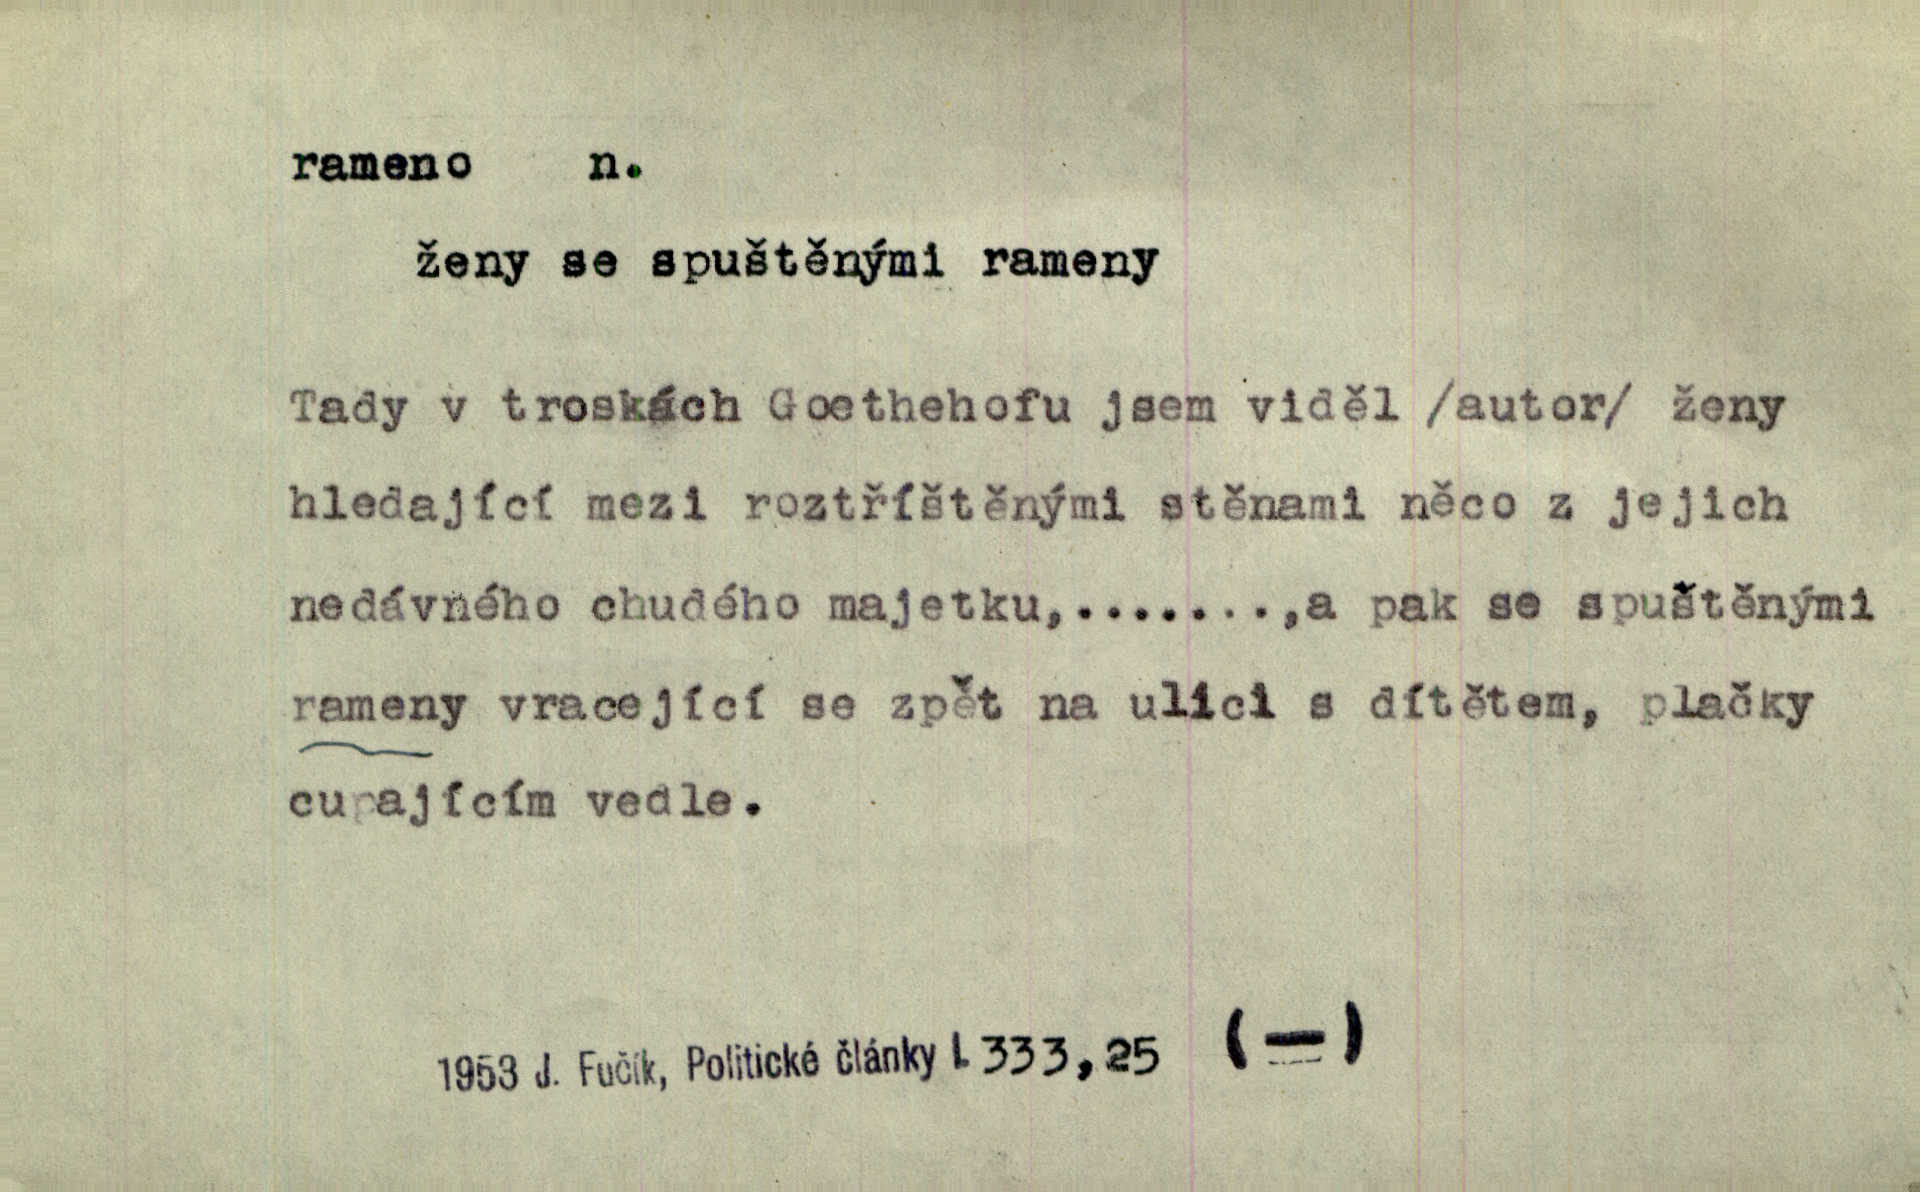 rameno n.
ženy se spuštěnými rameny
Tady v troskách Goethehofu jsem viděl /autor/ ženy
hledající mezi roztříštěnými stěnami něco z jejich
nedávného chudého majetku,.......,a pak se spuštěnými
rameny vracející se zpět na ulici s dítětem, plačky
cupajícím vedle.
1953 J. Fučík, Politické články I. 333,25 (—)